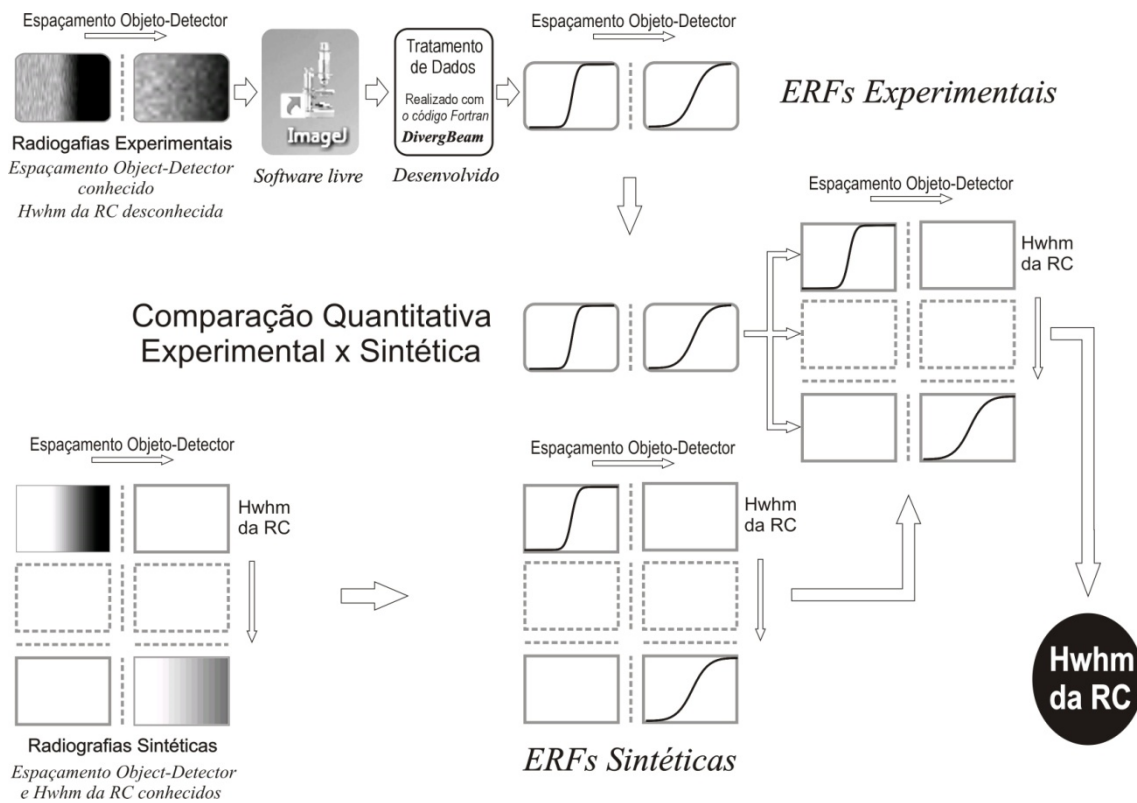 Espaçamento Objeto-Detector
Radiogafias Experimentais
Espaçamento Object-Detector
conhecido
Hwhm da RC desconhecida
ImageJ
Software livre
Tratamento
de Dados
Realizado com
o código Fortran
DivergBeam
Desenvolvido
Espaçamento Objeto-Detector
ERFs Experimentais
Comparação Quantitativa
Experimental x Sintética
Espaçamento Objeto-Detector
Hwhm
da RC
Espaçamento Objeto-Detector
Hwhm
da RC
Radiografias Sintéticas
Espaçamento Object-Detector
e Hwhm da RC conhecidos
Espaçamento Objeto-Detector
Hwhm
da RC
ERFs Sintéticas
Hwhm
da RC